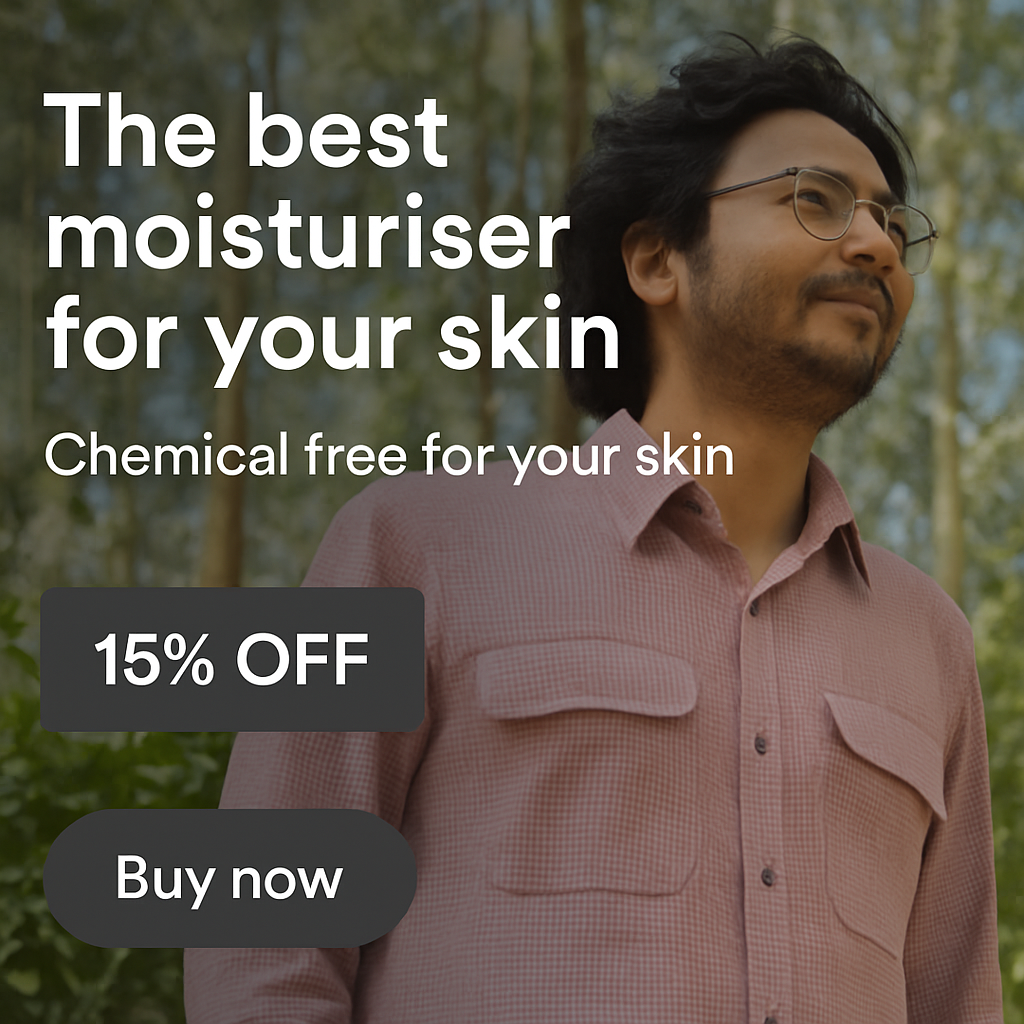 The best
moisturiser
for your skin
Chemical free for your skin
15% OFF
Buy now